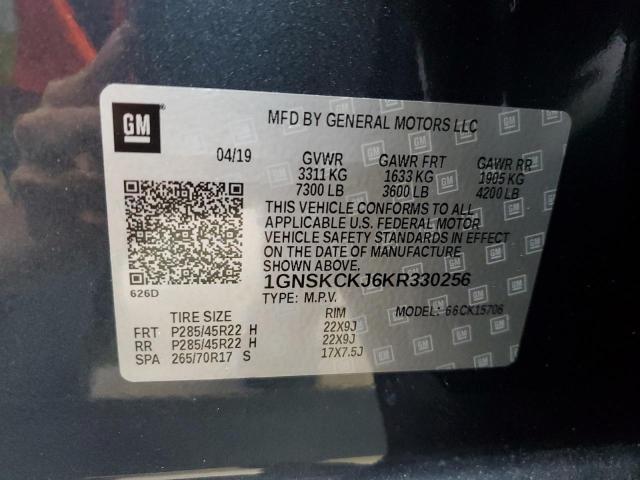 GM
MFD BY GENERAL MOTORS LLC
04/19 GVWR GAWR FRT GAWR RR
3311 KG 1633 KG 1905 KG
7300 LB 3600 LB 4200 LB
THIS VEHICLE CONFORMS TO ALL
APPLICABLE U.S. FEDERAL MOTOR
VEHICLE SAFETY STANDARDS IN EFFECT
ON THE DATE OF MANUFACTURE
SHOWN ABOVE.
1GNSKCKJ6KR330256
626D
TYPE: M.P.V. MODEL: 66CK15706
TIRE SIZE RIM
FRT P285/45R22 H 22X9J
RR P285/45R22 H 22X9J
SPA 265/70R17 S 17X7.5J